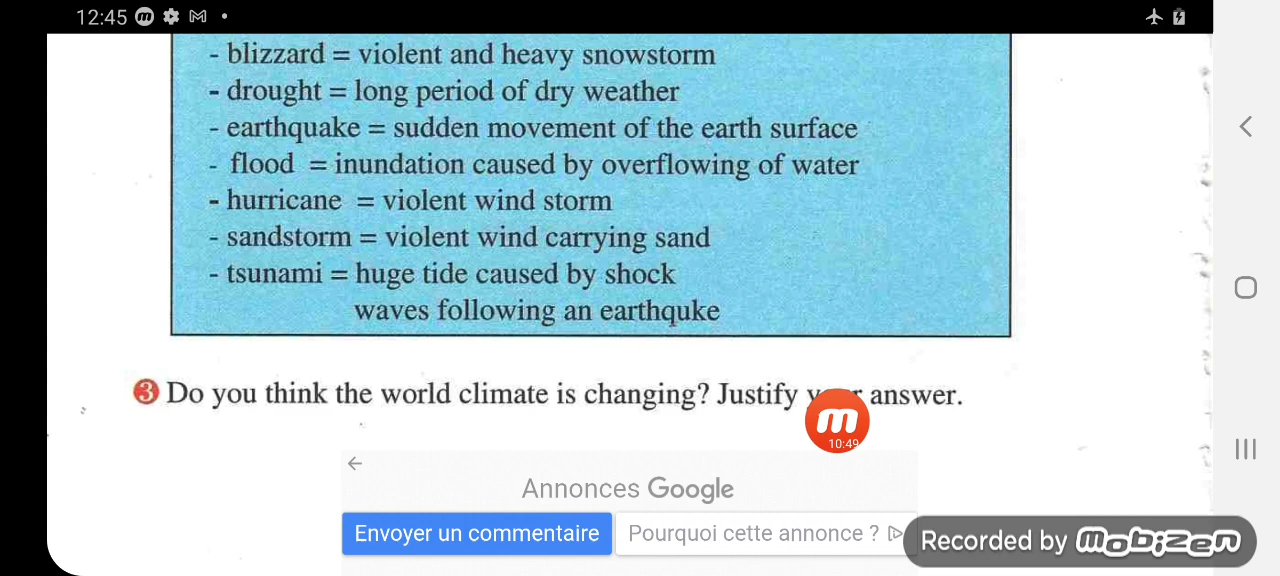 12:45
- blizzard = violent and heavy snowstorm
- drought = long period of dry weather
- earthquake = sudden movement of the earth surface
- flood = inundation caused by overflowing of water
- hurricane = violent wind storm
- sandstorm = violent wind carrying sand
- tsunami = huge tide caused by shock
waves following an earthquke
3 Do you think the world climate is changing? Justify answer.
m
10:49
Annonces Google
Envoyer un commentaire
Pourquoi cette annonce ?
Recorded by Mobizen